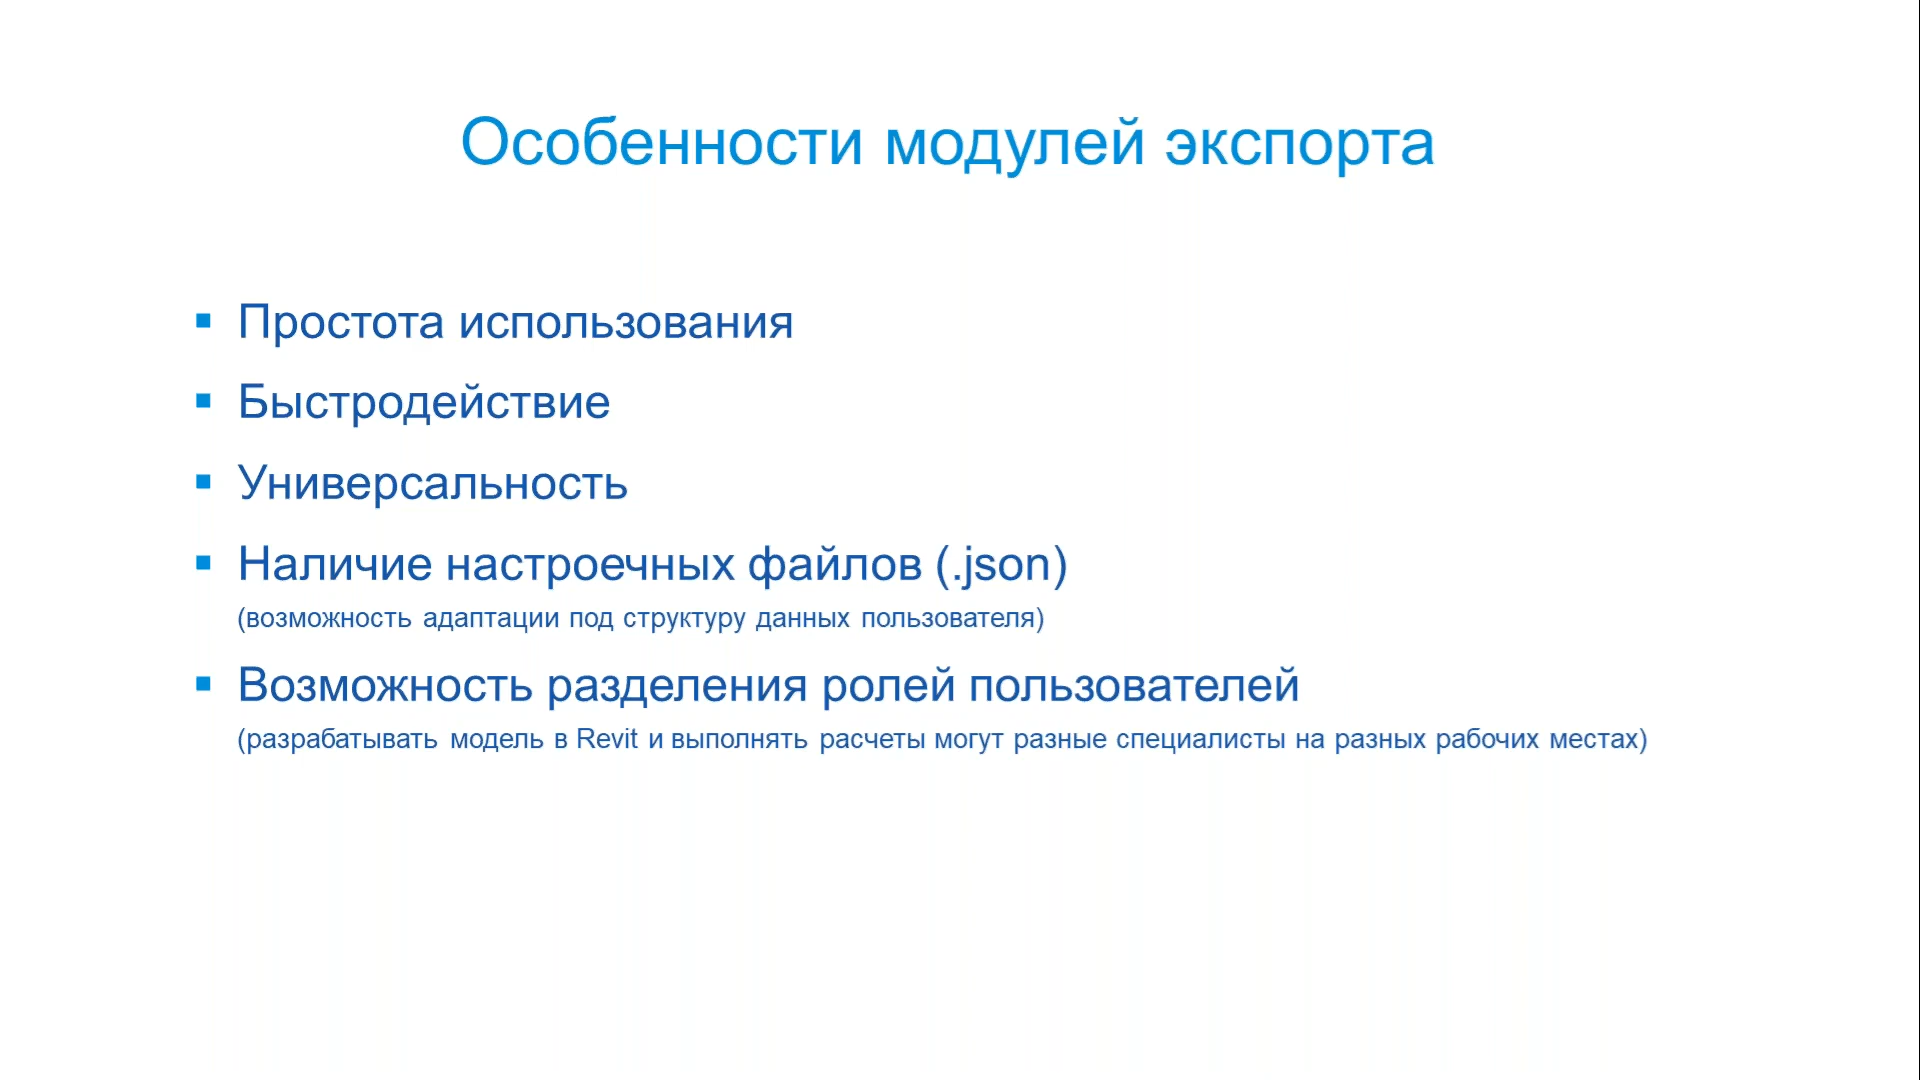 Особенности модулей экспорта
Простота использования
Быстродействие
Универсальность
Наличие настроечных файлов (.json)
(возможность адаптации под структуру данных пользователя)
Возможность разделения ролей пользователей
(разрабатывать модель в Revit и выполнять расчеты могут разные специалисты на разных рабочих местах)